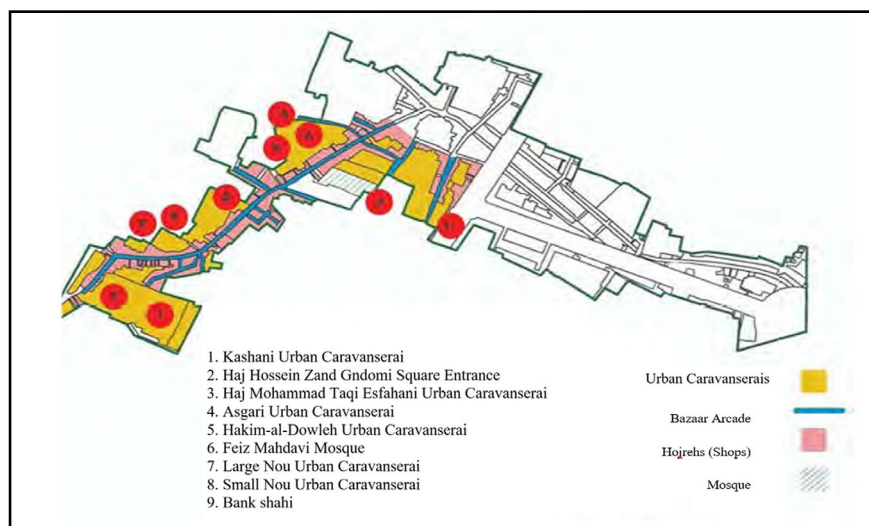 1. Kashani Urban Caravanserai
2. Haj Hossein Zand Gndomi Square Entrance
3. Haj Mohammad Taqi Esfahani Urban Caravanserai
4. Asgari Urban Caravanserai
5. Hakim-al-Dowleh Urban Caravanserai
6. Feiz Mahdavi Mosque
7. Large Nou Urban Caravanserai
8. Small Nou Urban Caravanserai
9. Bank shahi
Urban Caravanserais
Bazaar Arcade
Hojrehs (Shops)
Mosque